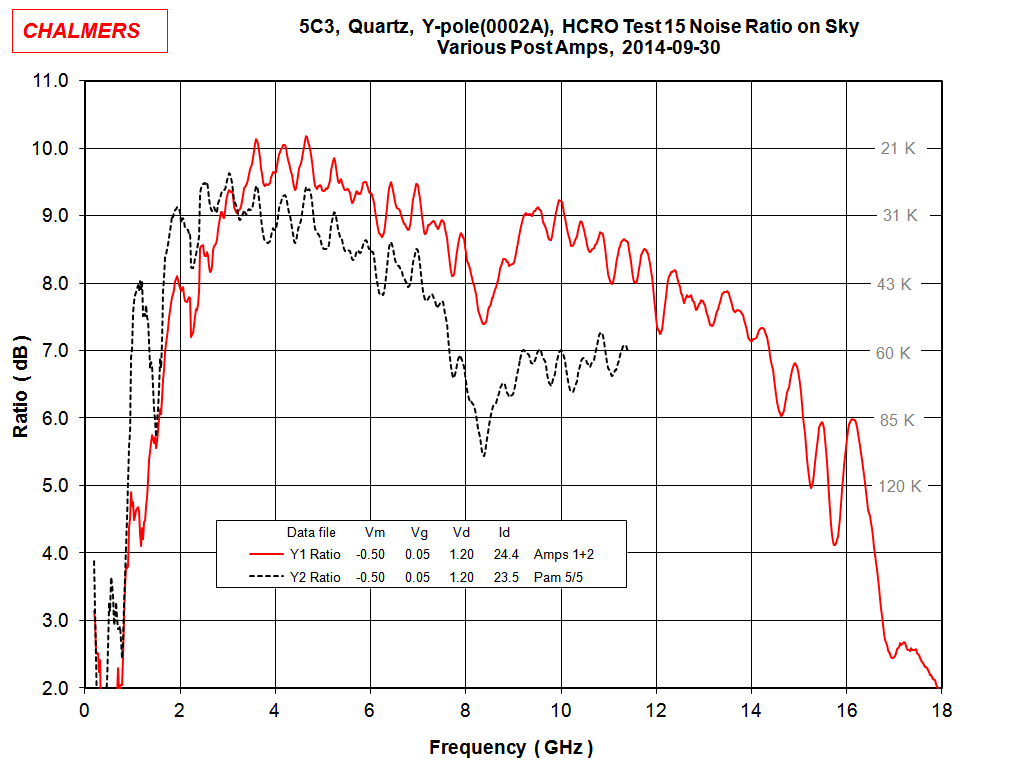 CHALMERS
5C3, Quartz, Y-pole(0002A), HCRO Test 15 Noise Ratio on Sky
Various Post Amps, 2014-09-30
11.0
10.0
9.0
8.0
7.0
6.0
5.0
4.0
3.0
2.0
Ratio ( dB )
21 K
31 K
43 K
60 K
85 K
120 K
Data file Vm Vg Vd Id
Y1 Ratio -0.50 0.05 1.20 24.4 Amps 1+2
Y2 Ratio -0.50 0.05 1.20 23.5 Pam 5/5
0 2 4 6 8 10 12 14 16 18
Frequency ( GHz )